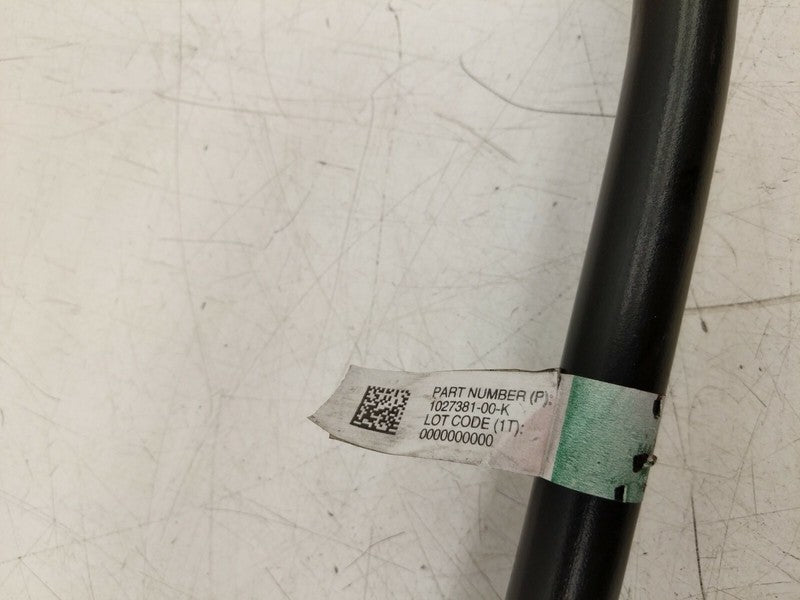 PART NUMBER (P):
1027381-00-K
LOT CODE (1T):
0000000000